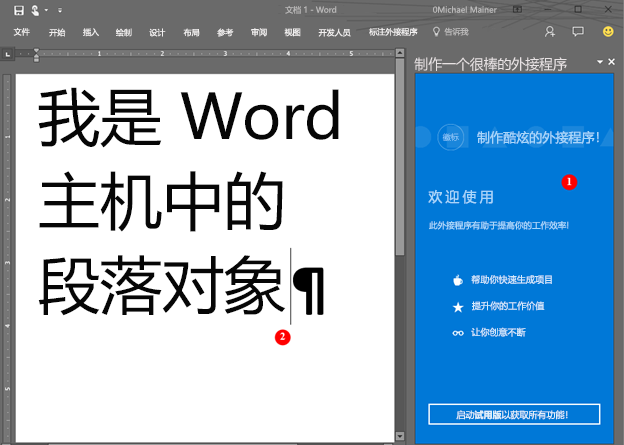 文档 1 - Word
0Michael Mainer
文件 开始 插入 绘制 设计 布局 参考 审阅 视图 开发人员 标注外接程序 告诉我
L
制作一个很棒的外接程序
我是 Word
主机中的
段落对象¶
2
徽标
制作酷炫的外接程序!
1
欢迎使用
此外接程序有助于提高你的工作效率!
帮助你快速生成项目
提升你的工作价值
让你创意不断
启动试用版以获取所有功能!
1
2
3
4
5